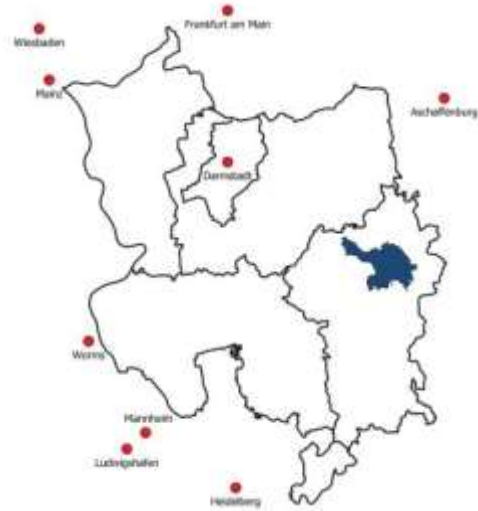 Frankfurt am Main
Wiesbaden
Mainz
Aschaffenburg
Darmstadt
Worms
Mannheim
Ludwigshafen
Heidelberg